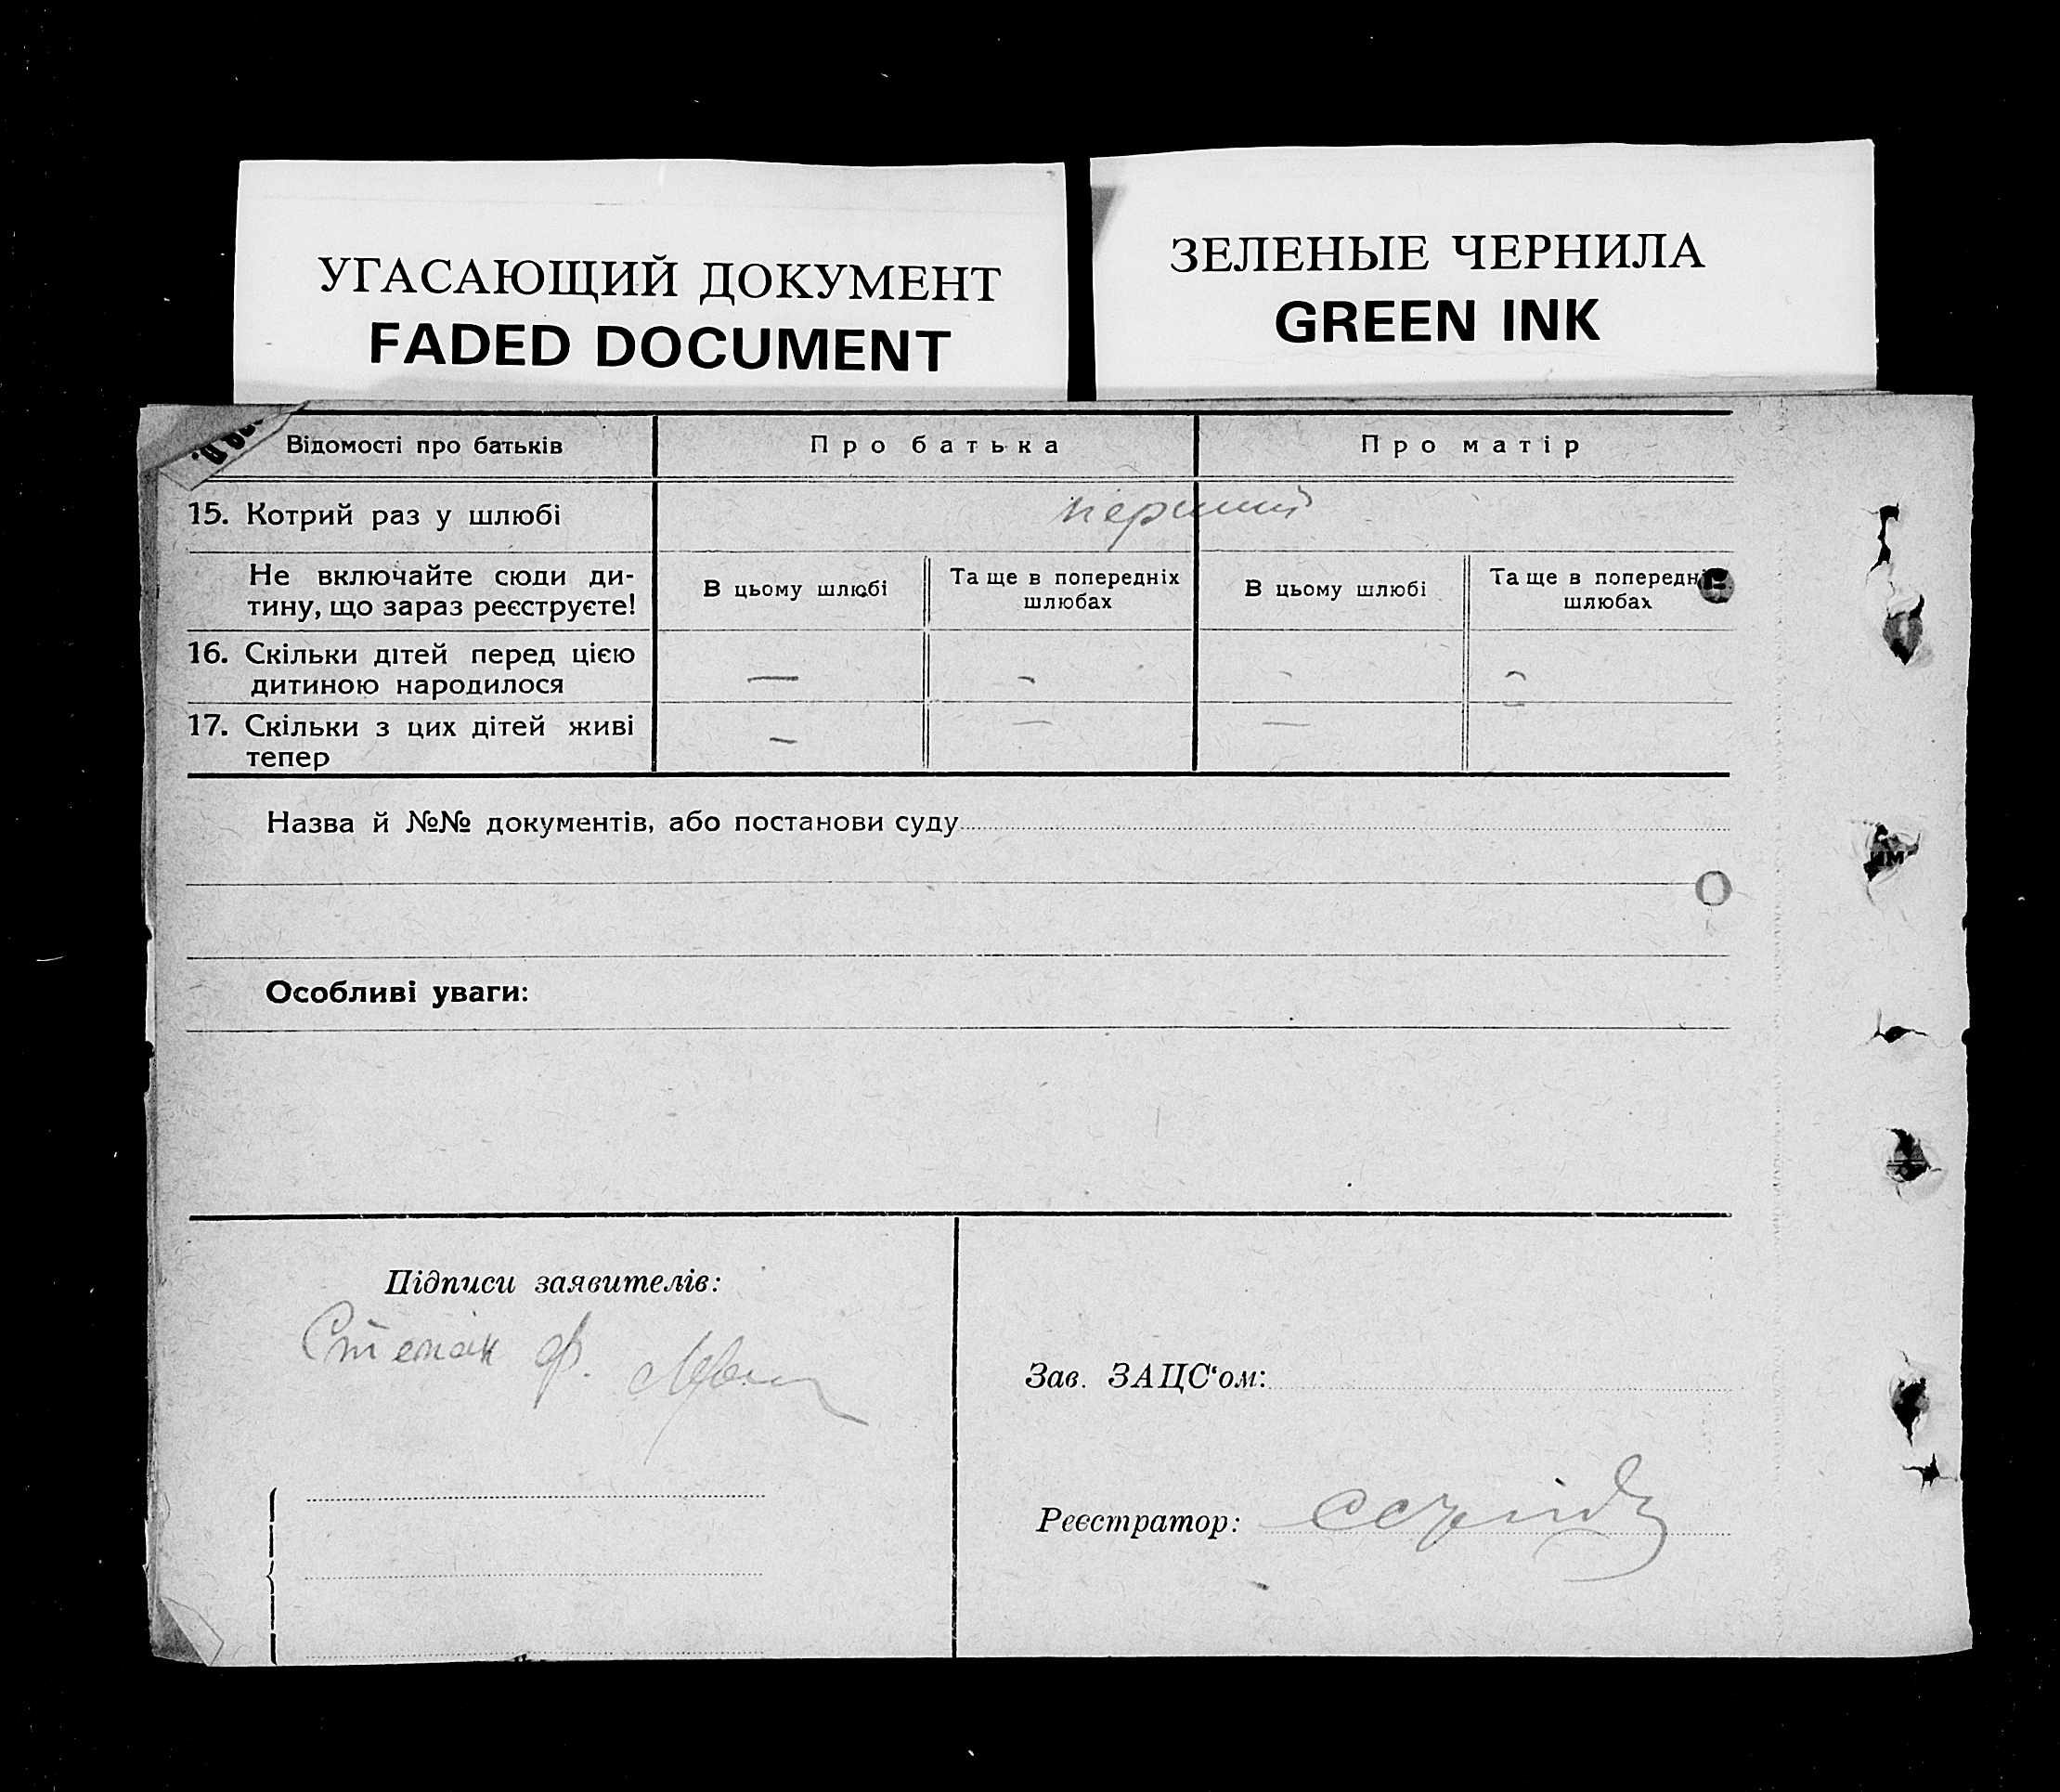 УГАСАЮЩИЙ ДОКУМЕНТ
FADED DOCUMENT
ЗЕЛЕНЫЕ ЧЕРНИЛА
GREEN INK
Відомості про батьків
Про батька
Про матір
15. Котрий раз у шлюбі
перший
Не включайте сюди ди-
тину, що зараз реєструєте!
В цьому шлюбі
Та ще в попередніх
шлюбах
В цьому шлюбі
Та ще в
шлюбах
16. Скільки дітей перед цією
дитиною народилося
— - - -
17. Скільки з цих дітей живі
тепер
— — — -
Назва й №№ документів, або постанови суду
Особливі уваги:
Підписи заявителів:
Ф.
Зав. ЗАЦС‘ом:
Реєстратор: